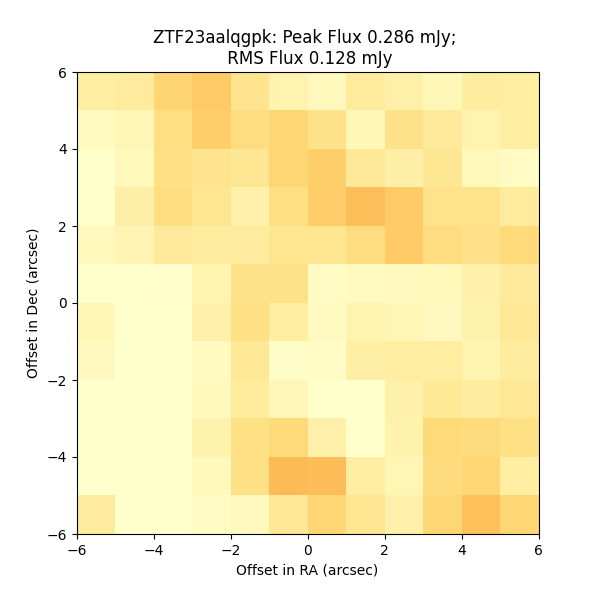 ZTF23aalqgpk: Peak Flux 0.286 mJy;
RMS Flux 0.128 mJy
6
4
2
0
−2
−4
−6
Offset in Dec (arcsec)
−6 −4 −2 0 2 4 6
Offset in RA (arcsec)